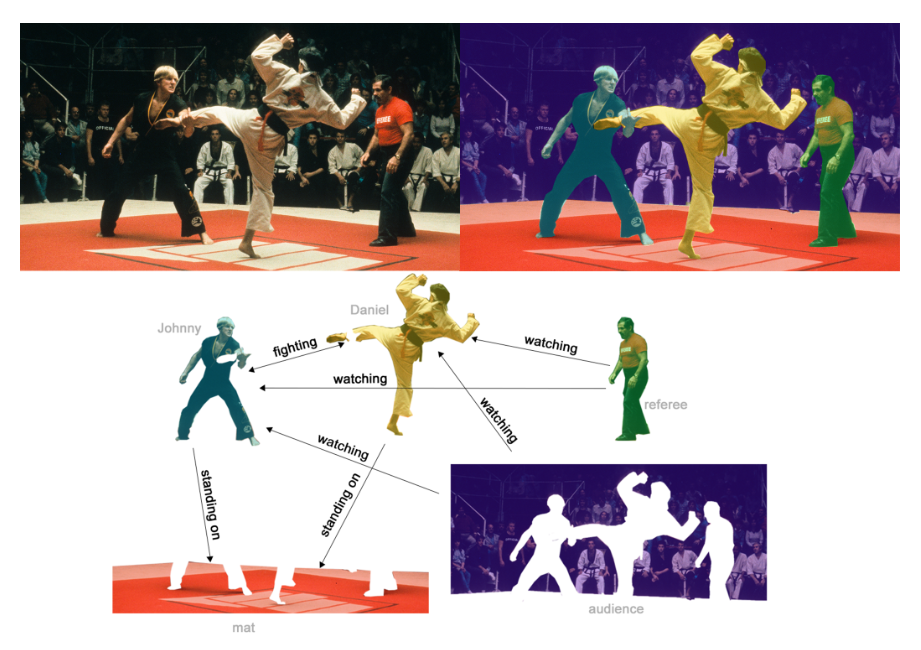 Daniel
Johnny
fighting
watching
watching
referee
watching
watching
standing on
standing on
audience
mat